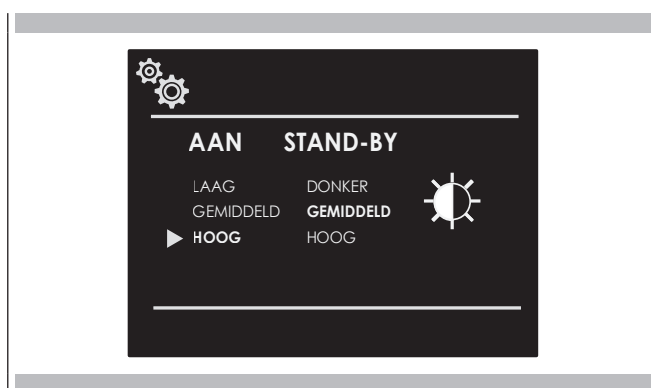 AAN STAND-BY
LAAG DONKER
GEMIDDELD GEMIDDELD
HOOG HOOG